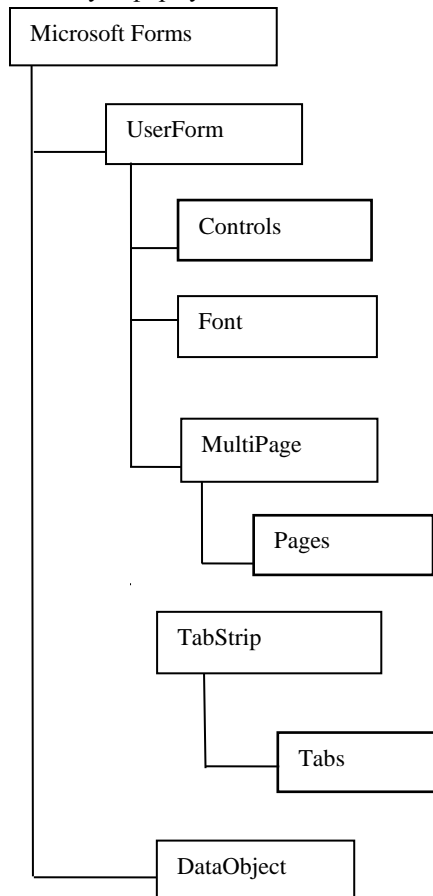 Microsoft Forms
UserForm
Controls
Font
MultiPage
Pages
TabStrip
Tabs
DataObject